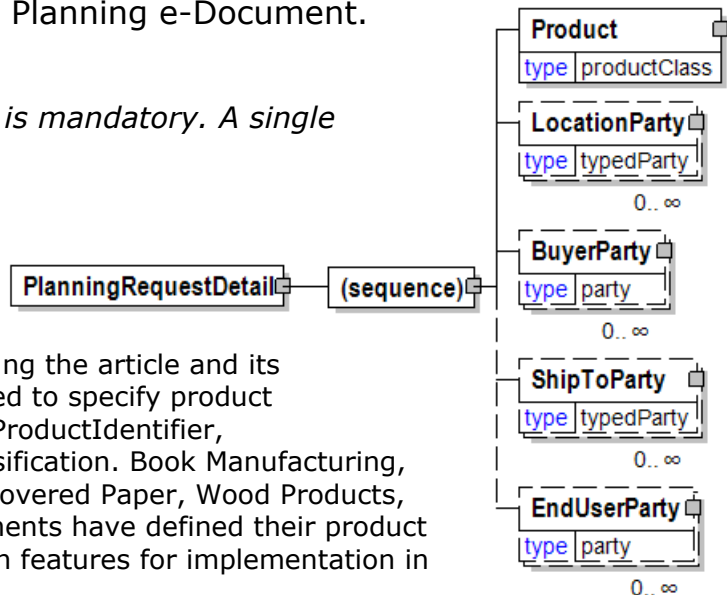 Planning e-Document.
is mandatory. A single
PlanningRequestDetail
(sequence)
Product
type productClass
LocationParty
type typedParty
0.. ∞
BuyerParty
type party
0.. ∞
ShipToParty
type typedParty
0.. ∞
EndUserParty
type party
0.. ∞
ng the article and its
ed to specify product
ProductIdentifier,
sification. Book Manufacturing,
overed Paper, Wood Products,
ents have defined their product
n features for implementation in